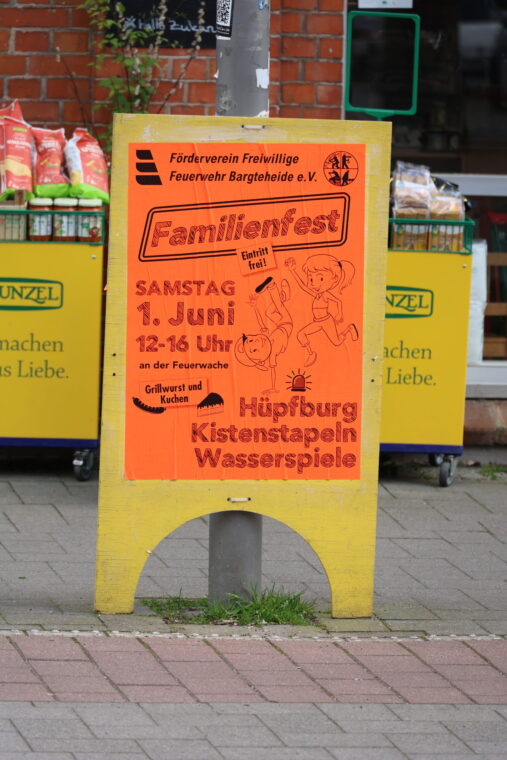 Förderverein Freiwillige
Feuerwehr Bargteheide e.V.
Familienfest
Eintritt
frei!
SAMSTAG
1. Juni
12-16 Uhr
an der Feuerwache
Grillwurst und
Kuchen
Hüpfburg
Kistenstapeln
Wasserspiele
UNZEL
machen
us Liebe.
NZEL
achen
Liebe.